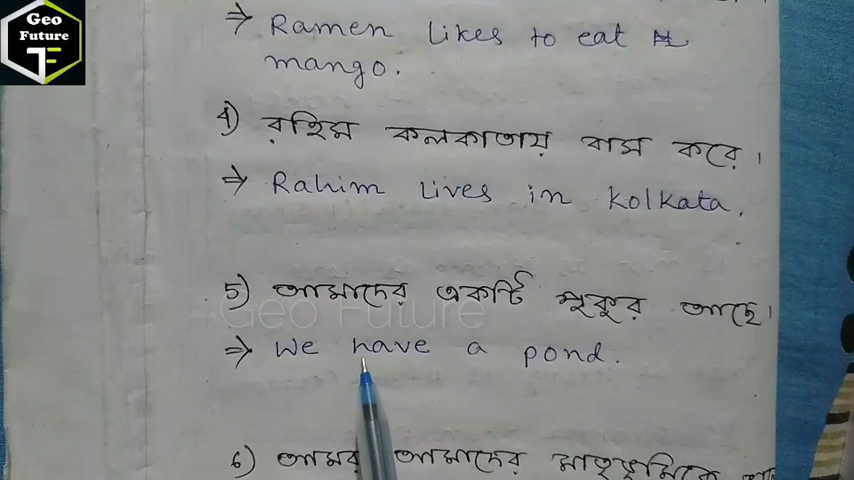 Geo
Future
⇒ Ramen likes to eat
mango.
4) রহিম কলকাতায় বাস করে।
⇒ Rahim lives in Kolkata.
5) আমাদের একটি পুকুর আছে।
Geo Future
⇒ We have a pond.
6) আমরা আমাদের মাতৃভূমিকে